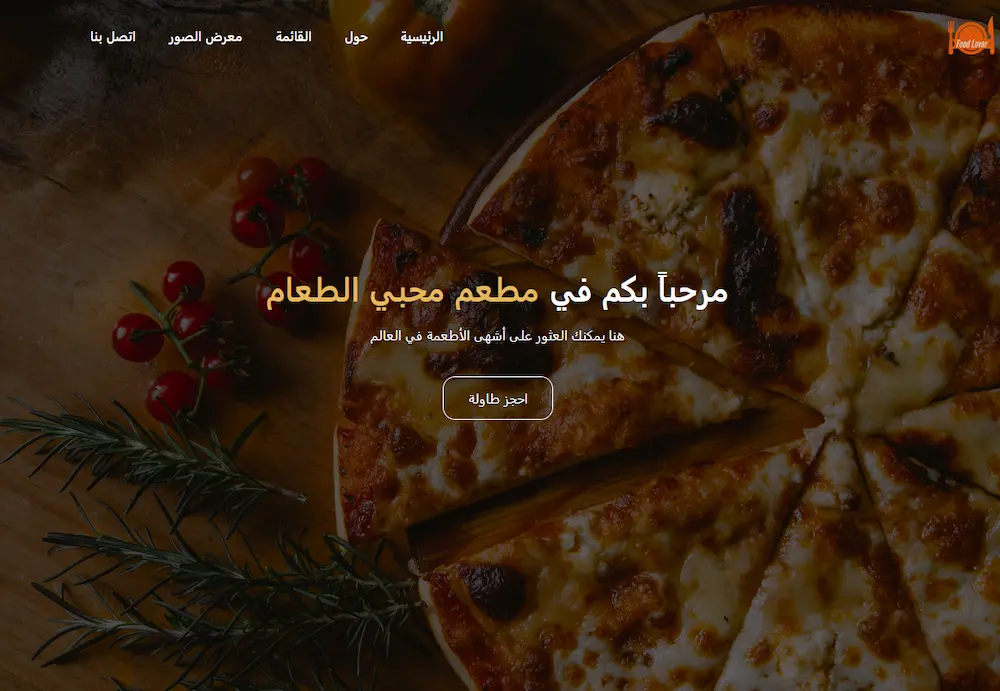 Food Lover
الرئيسية
حول
القائمة
معرض الصور
اتصل بنا
مرحباً بكم في مطعم محبي الطعام
هنا يمكنك العثور على أشهى الأطعمة في العالم
احجز طاولة